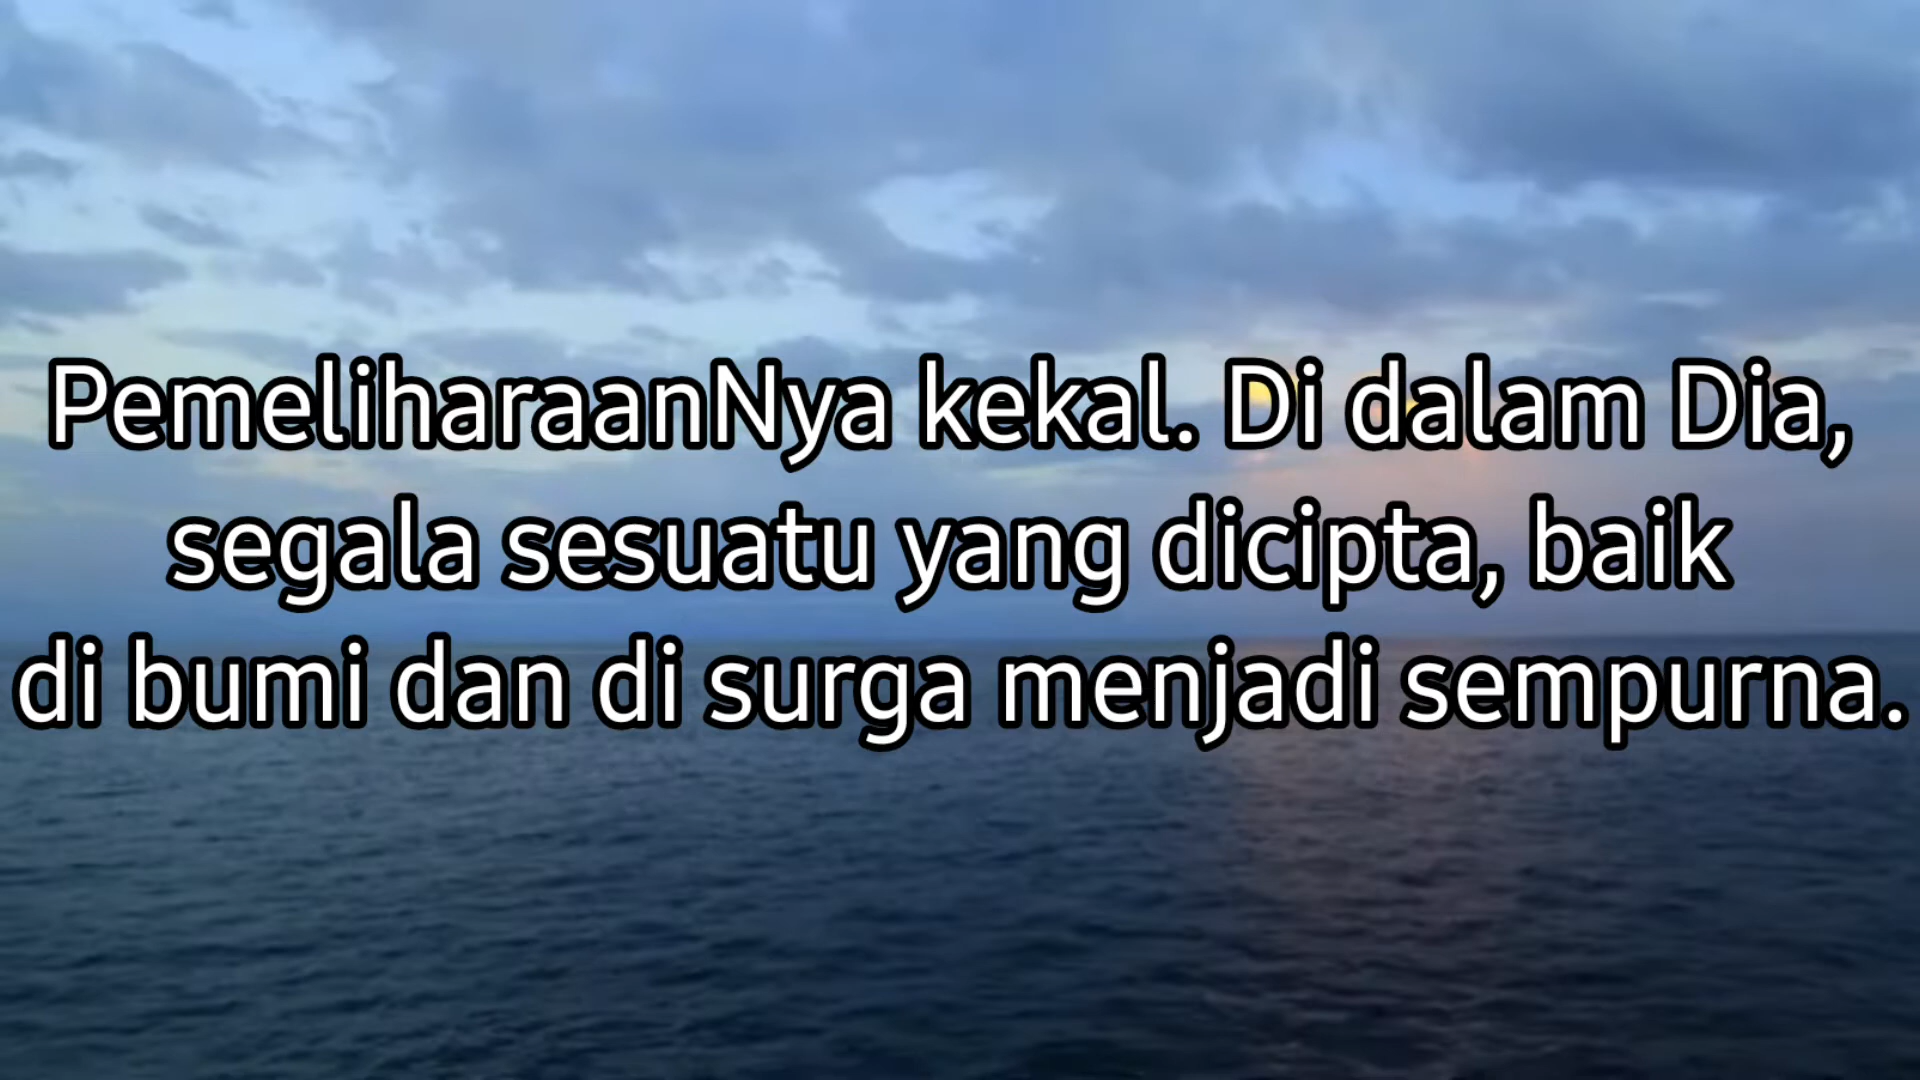 PemeliharaanNya kekal. Di dalam Dia,
segala sesuatu yang dicipta, baik
di bumi dan di surga menjadi sempurna.